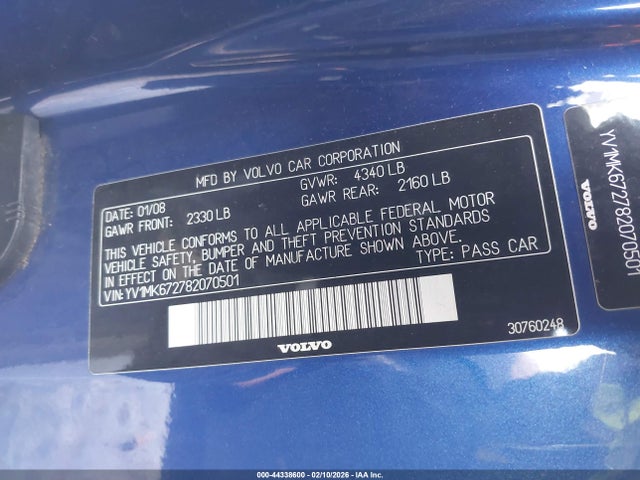 MFD BY VOLVO CAR CORPORATION
DATE: 01/08 GVWR: 4340 LB
GAWR FRONT: 2330 LB GAWR REAR: 2160 LB
THIS VEHICLE CONFORMS TO ALL APPLICABLE FEDERAL MOTOR
VEHICLE SAFETY, BUMPER AND THEFT PREVENTION STANDARDS
IN EFFECT ON THE DATE OF MANUFACTURE SHOWN ABOVE.
VIN: YV1MK672782070501 TYPE: PASS CAR
30760248
VOLVO
YV1MK672782070501
VOLVO
000-44338600 - 02/10/2026 - IAA Inc.